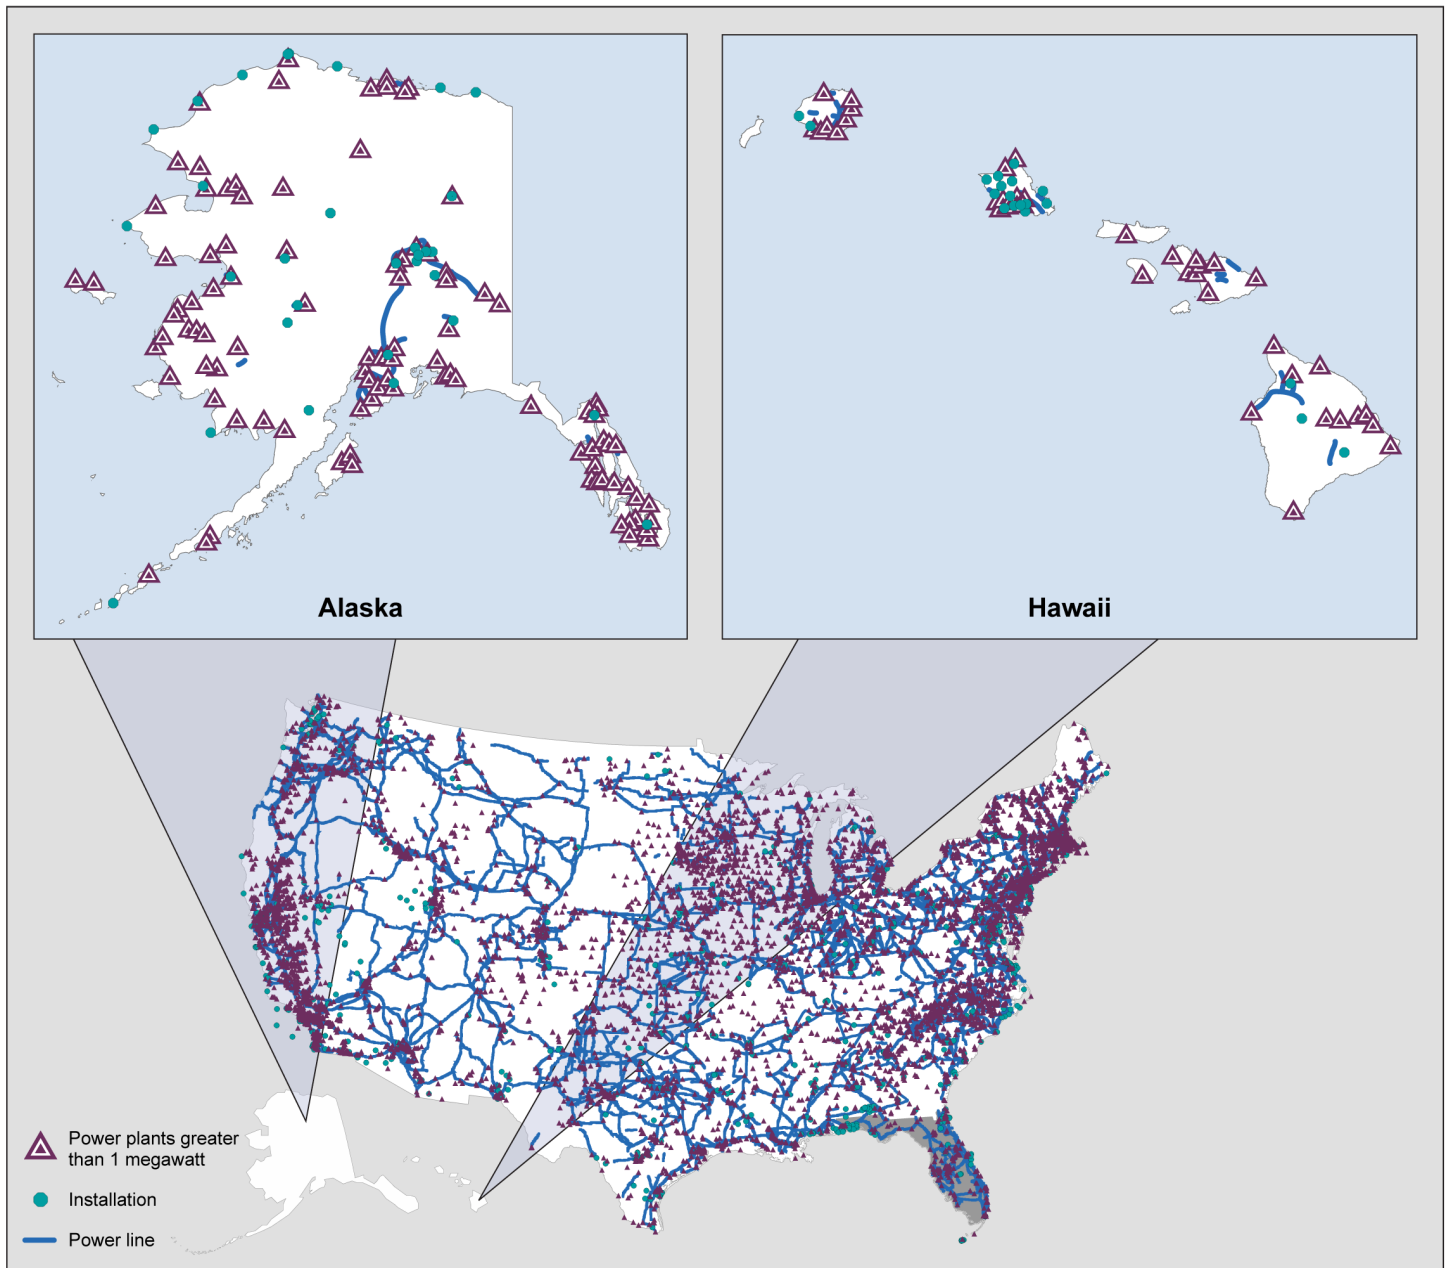 Alaska
Hawaii
Power plants greater
than 1 megawatt
Installation
Power line